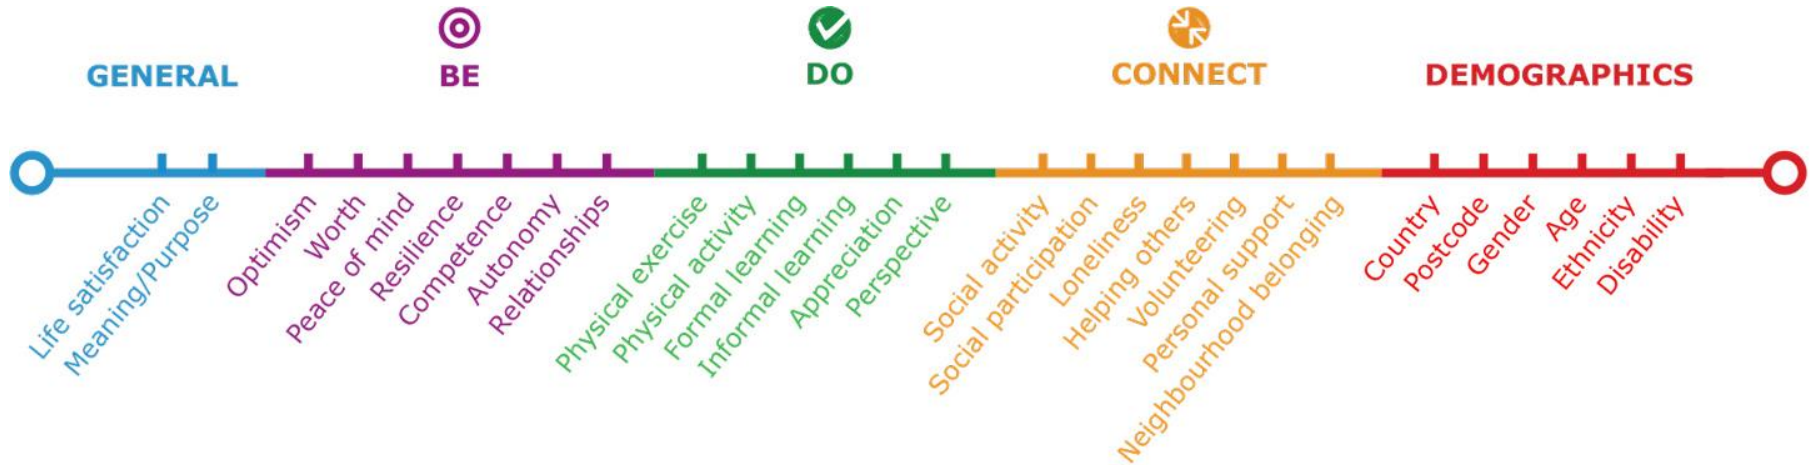 GENERAL
BE
DO
CONNECT
DEMOGRAPHICS
Life satisfaction
Meaning/Purpose
Optimism
Worth
Peace of mind
Resilience
Competence
Autonomy
Relationships
Physical exercise
Physical activity
Formal learning
Informal learning
Appreciation
Perspective
Social activity
Social participation
Loneliness
Helping others
Volunteering
Personal support
Neighbourhood belonging
Country
Postcode
Gender
Age
Ethnicity
Disability